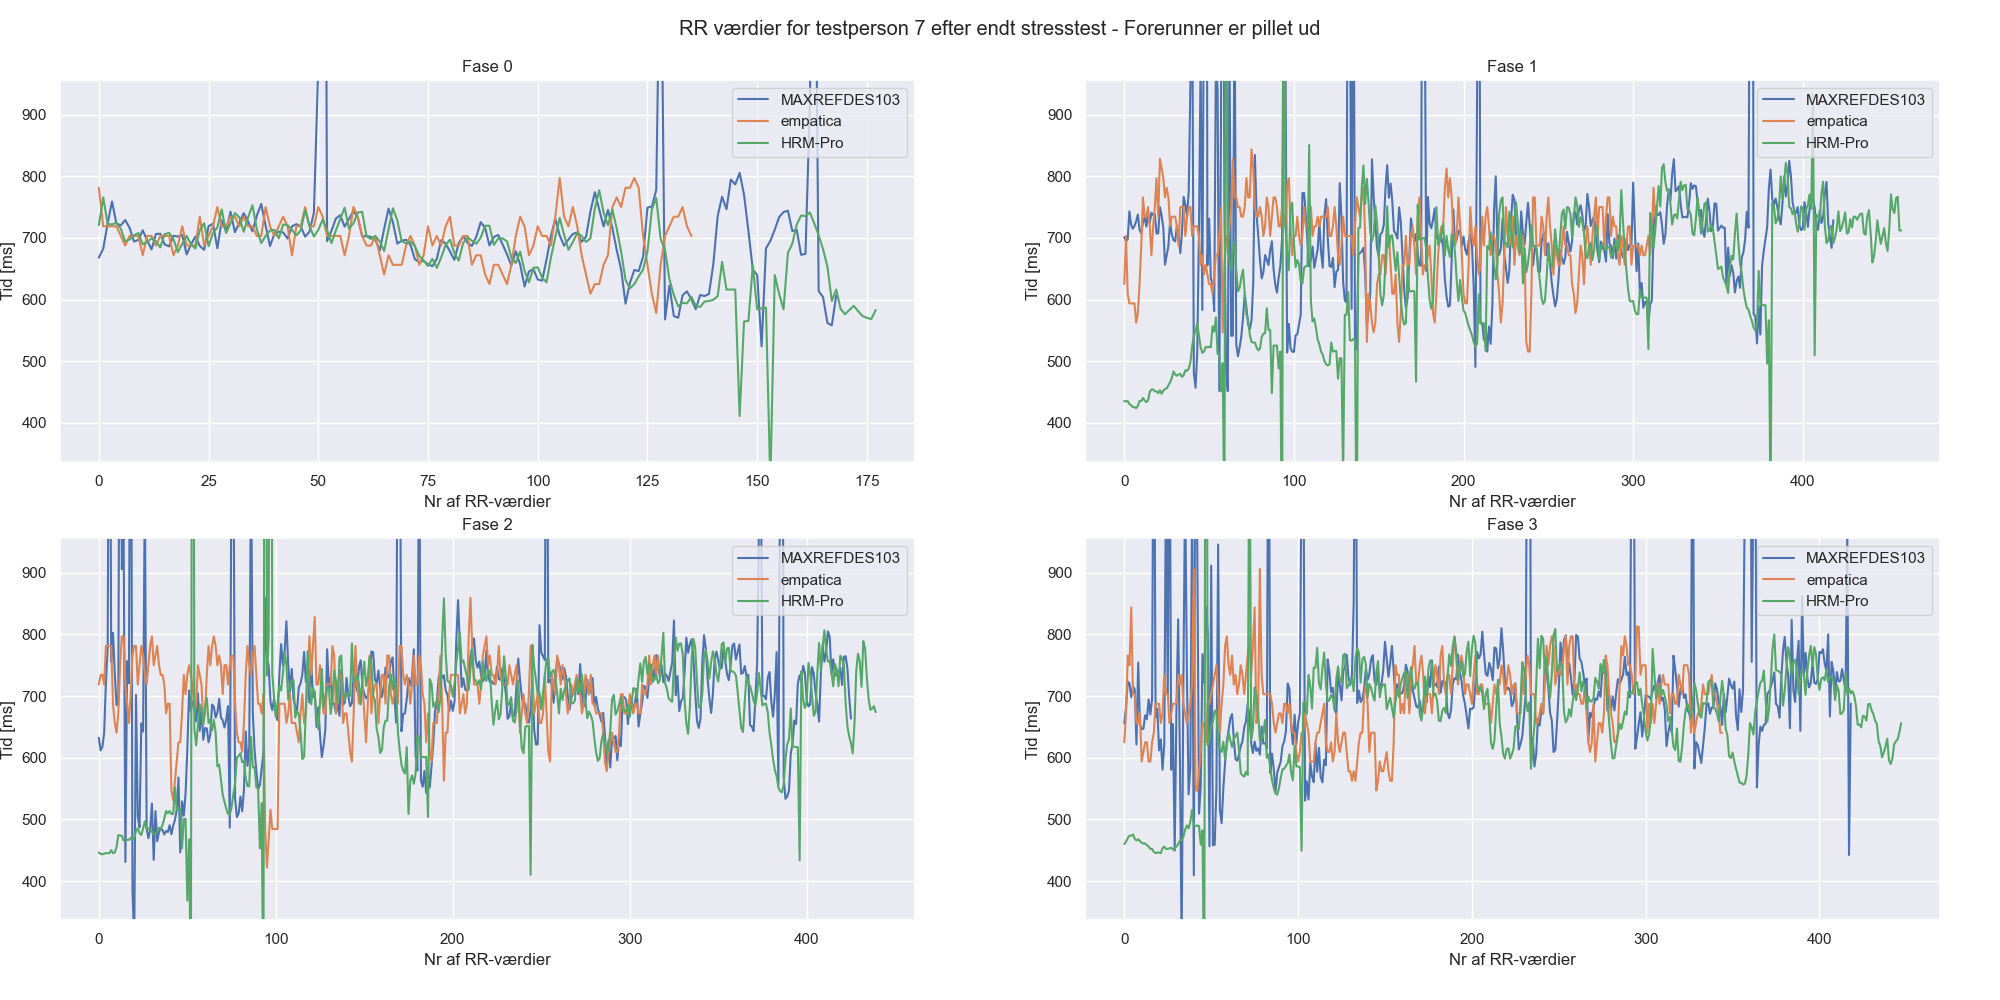 RR værdier for testperson 7 efter endt stresstest - Forerunner er pillet ud
Fase 0
900
800
700
600
500
400
Tid [ms]
MAXREFDES103
empatica
HRM-Pro
0 25 50 75 100 125 150 175
Nr af RR-værdier
Fase 1
900
800
700
600
500
400
Tid [ms]
MAXREFDES103
empatica
HRM-Pro
0 100 200 300 400
Nr af RR-værdier
Fase 2
900
800
700
600
500
400
Tid [ms]
MAXREFDES103
empatica
HRM-Pro
0 100 200 300 400
Nr af RR-værdier
Fase 3
900
800
700
600
500
400
Tid [ms]
MAXREFDES103
empatica
HRM-Pro
0 100 200 300 400
Nr af RR-værdier